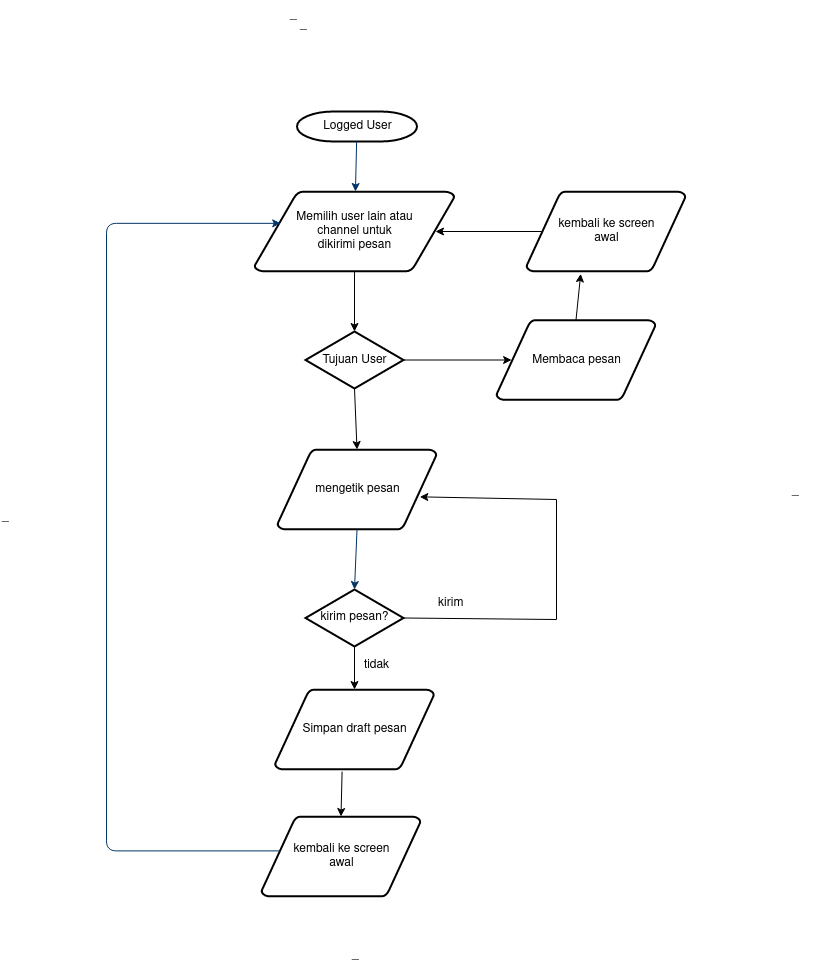 Logged User
Memilih user lain atau
channel untuk
dikirimi pesan
kembali ke screen
awal
Tujuan User
Membaca pesan
mengetik pesan
kirim pesan?
kirim
tidak
Simpan draft pesan
kembali ke screen
awal